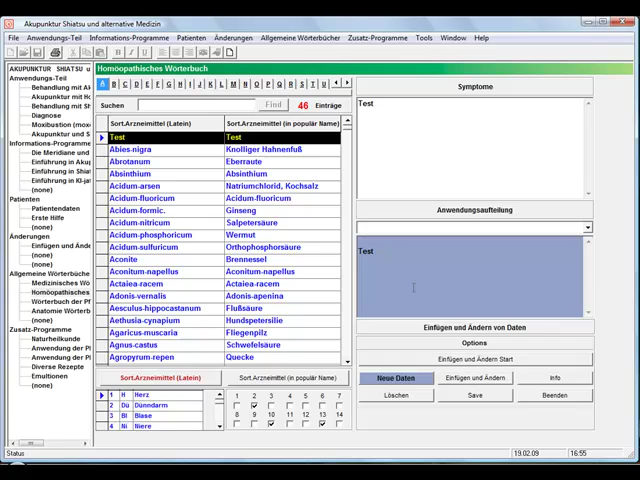 Akupunktur Shiatsu und alternative Medizin
File Anwendungs-Teil Informations-Programme Patienten Änderungen Allgemeine Wörterbücher Zusatz-Programme Tools Window Help
AKUPUNKTUR SHIATSU u
Anwendungs-Teil
Behandlung mit Ak
Akupunktur mit H
Behandlung mit Sh
Diagnose
Moxibustion (mox
Akupunktur und S
Informations-Programme
Die Meridiane und
Einführung in Akup
Einführung in Shia
Einführung in KI-ja
(none)
Patienten
Patientendaten
Erste Hilfe
(none)
Änderungen
Einfügen und Ände
(none)
Allgemeine Wörterbüche
Medizinisches Wö
Homöopathisches
Wörterbuch der Pf
Anatomie Wörterb
(none)
Zusatz-Programme
Naturheilkunde
Anwendung der Pf
Anwendung der Pf
Diverse Rezepte
Emultionen
(none)
Homöopathisches Wörterbuch
A B C D E F G H I J K L M N O P Q R S T U
Suchen Find 46 Einträge
Sort.Arzneimittel (Latein) Sort.Arzneimittel (in populär Name)
Test Test
Abies-nigra Knolliger Hahnenfuß
Abrotanum Eberraute
Absinthium Absinthium
Acidum-arsen Natriumchlorid, Kochsalz
Acidum-fluoricum Acidum-fluoricum
Acidum-formic. Ginseng
Acidum-nitricum Salpetersäure
Acidum-phosphoricum Wermut
Acidum-sulfuricum Orthophosphorsäure
Aconite Brennessel
Aconitum-napellus Aconitum-napellus
Actaiea-racem Actaiea-racem
Adonis-vernalis Adonis-apenina
Aesculus-hippocastanum Flußsäure
Aethusia-cynapium Hundspetersilie
Agaricus-muscaria Fliegenpilz
Agnus-castus Schwefelsäure
Agropyrum-repen Quecke
Sort.Arzneimittel (Latein) Sort.Arzneimittel (in populär Name)
1 H Herz
2 Dü Dünndarm
3 Bl Blase
4 Ni Niere
1 2 3 4 5 6 7
8 9 10 11 12 13 14
Symptome
Test
Anwendungsaufteilung
Test
Einfügen und Ändern von Daten
Options
Einfügen und Ändern Start
Neue Daten Einfügen und Ändern Info
Löschen Save Beenden
Status 19.02.09 16:55